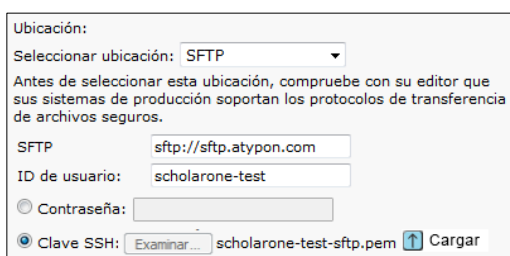 Ubicación:
Seleccionar ubicación: SFTP
Antes de seleccionar esta ubicación, compruebe con su editor que
sus sistemas de producción soportan los protocolos de transferencia
de archivos seguros.
SFTP sftp://sftp.atypon.com
ID de usuario: scholarone-test
Contraseña:
Clave SSH: Examinar... scholarone-test-sftp.pem Cargar